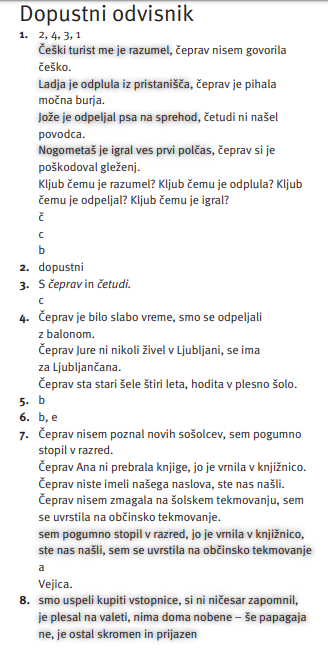 Dopustni odvisnik
1. 2, 4, 3, 1
Češki turist me je razumel, čeprav nisem govorila
češko.
Ladja je odplula iz pristanišča, čeprav je pihala
močna burja.
Jože je odpeljal psa na sprehod, četudi ni našel
povodca.
Nogometaš je igral ves prvi polčas, čeprav si je
poškodoval gleženj.
Kljub čemu je razumel? Kljub čemu je odplula? Kljub
čemu je odpeljal? Kljub čemu je igral?
č
c
b
2. dopustni
3. S čeprav in četudi.
c
4. Čeprav je bilo slabo vreme, smo se odpeljali
z balonom.
Čeprav Jure ni nikoli živel v Ljubljani, se ima
za Ljubljančana.
Čeprav sta stari šele štiri leta, hodita v plesno šolo.
5. b
6. b, e
7. Čeprav nisem poznal novih sošolcev, sem pogumno
stopil v razred.
Čeprav Ana ni prebrala knjige, jo je vrnila v knjižnico.
Čeprav niste imeli našega naslova, ste nas našli.
Čeprav nisem zmagala na šolskem tekmovanju, sem
se uvrstila na občinsko tekmovanje.
sem pogumno stopil v razred, jo je vrnila v knjižnico,
ste nas našli, sem se uvrstila na občinsko tekmovanje
a
Vejica.
8. smo uspeli kupiti vstopnice, si ni ničesar zapomnil,
je plesal na valeti, nima doma nobene – še papagaja
ne, je ostal skromen in prijazen